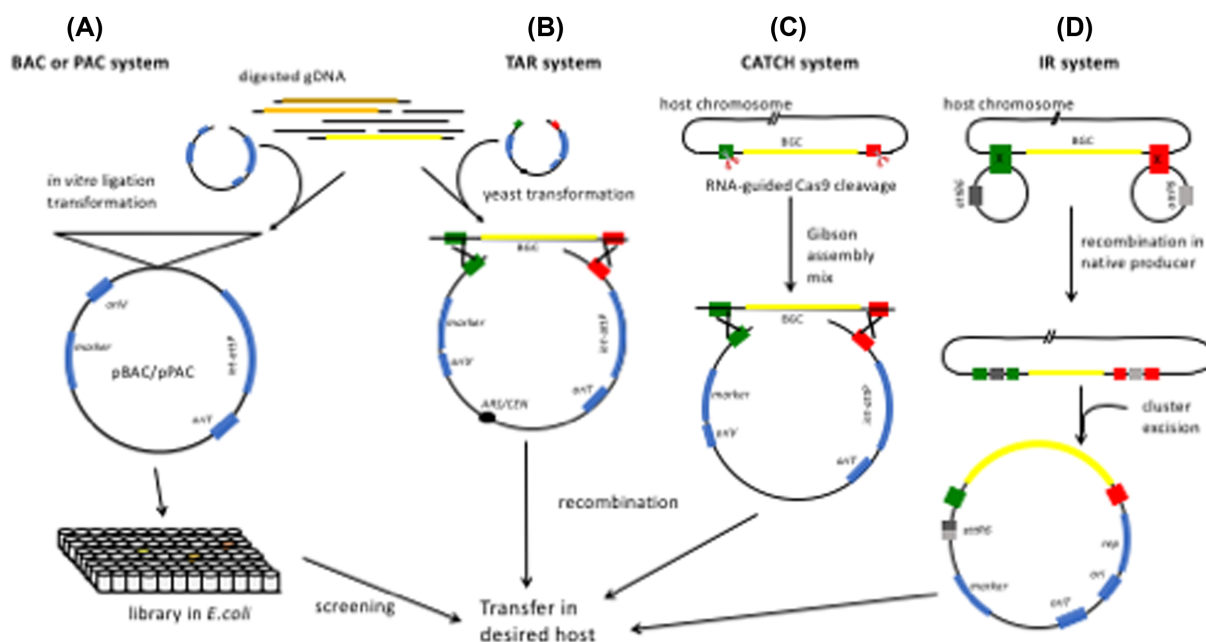 (A)
BAC or PAC system
digested gDNA
in vitro ligation
transformation
oriV
marker
int-attP
pBAC/pPAC
oriT
library in E.coli
screening
(B)
TAR system
yeast transformation
BGC
marker
int-attP
oriV
oriT
ARS/CEN
recombination
Transfer in
desired host
(C)
CATCH system
host chromosome
BGC
RNA-guided Cas9 cleavage
Gibson
assembly
mix
BGC
marker
int-attP
oriV
oriT
(D)
IR system
host chromosome
BGC
X
X
recombination in
native producer
cluster
excision
rep
ori
marker
oriT